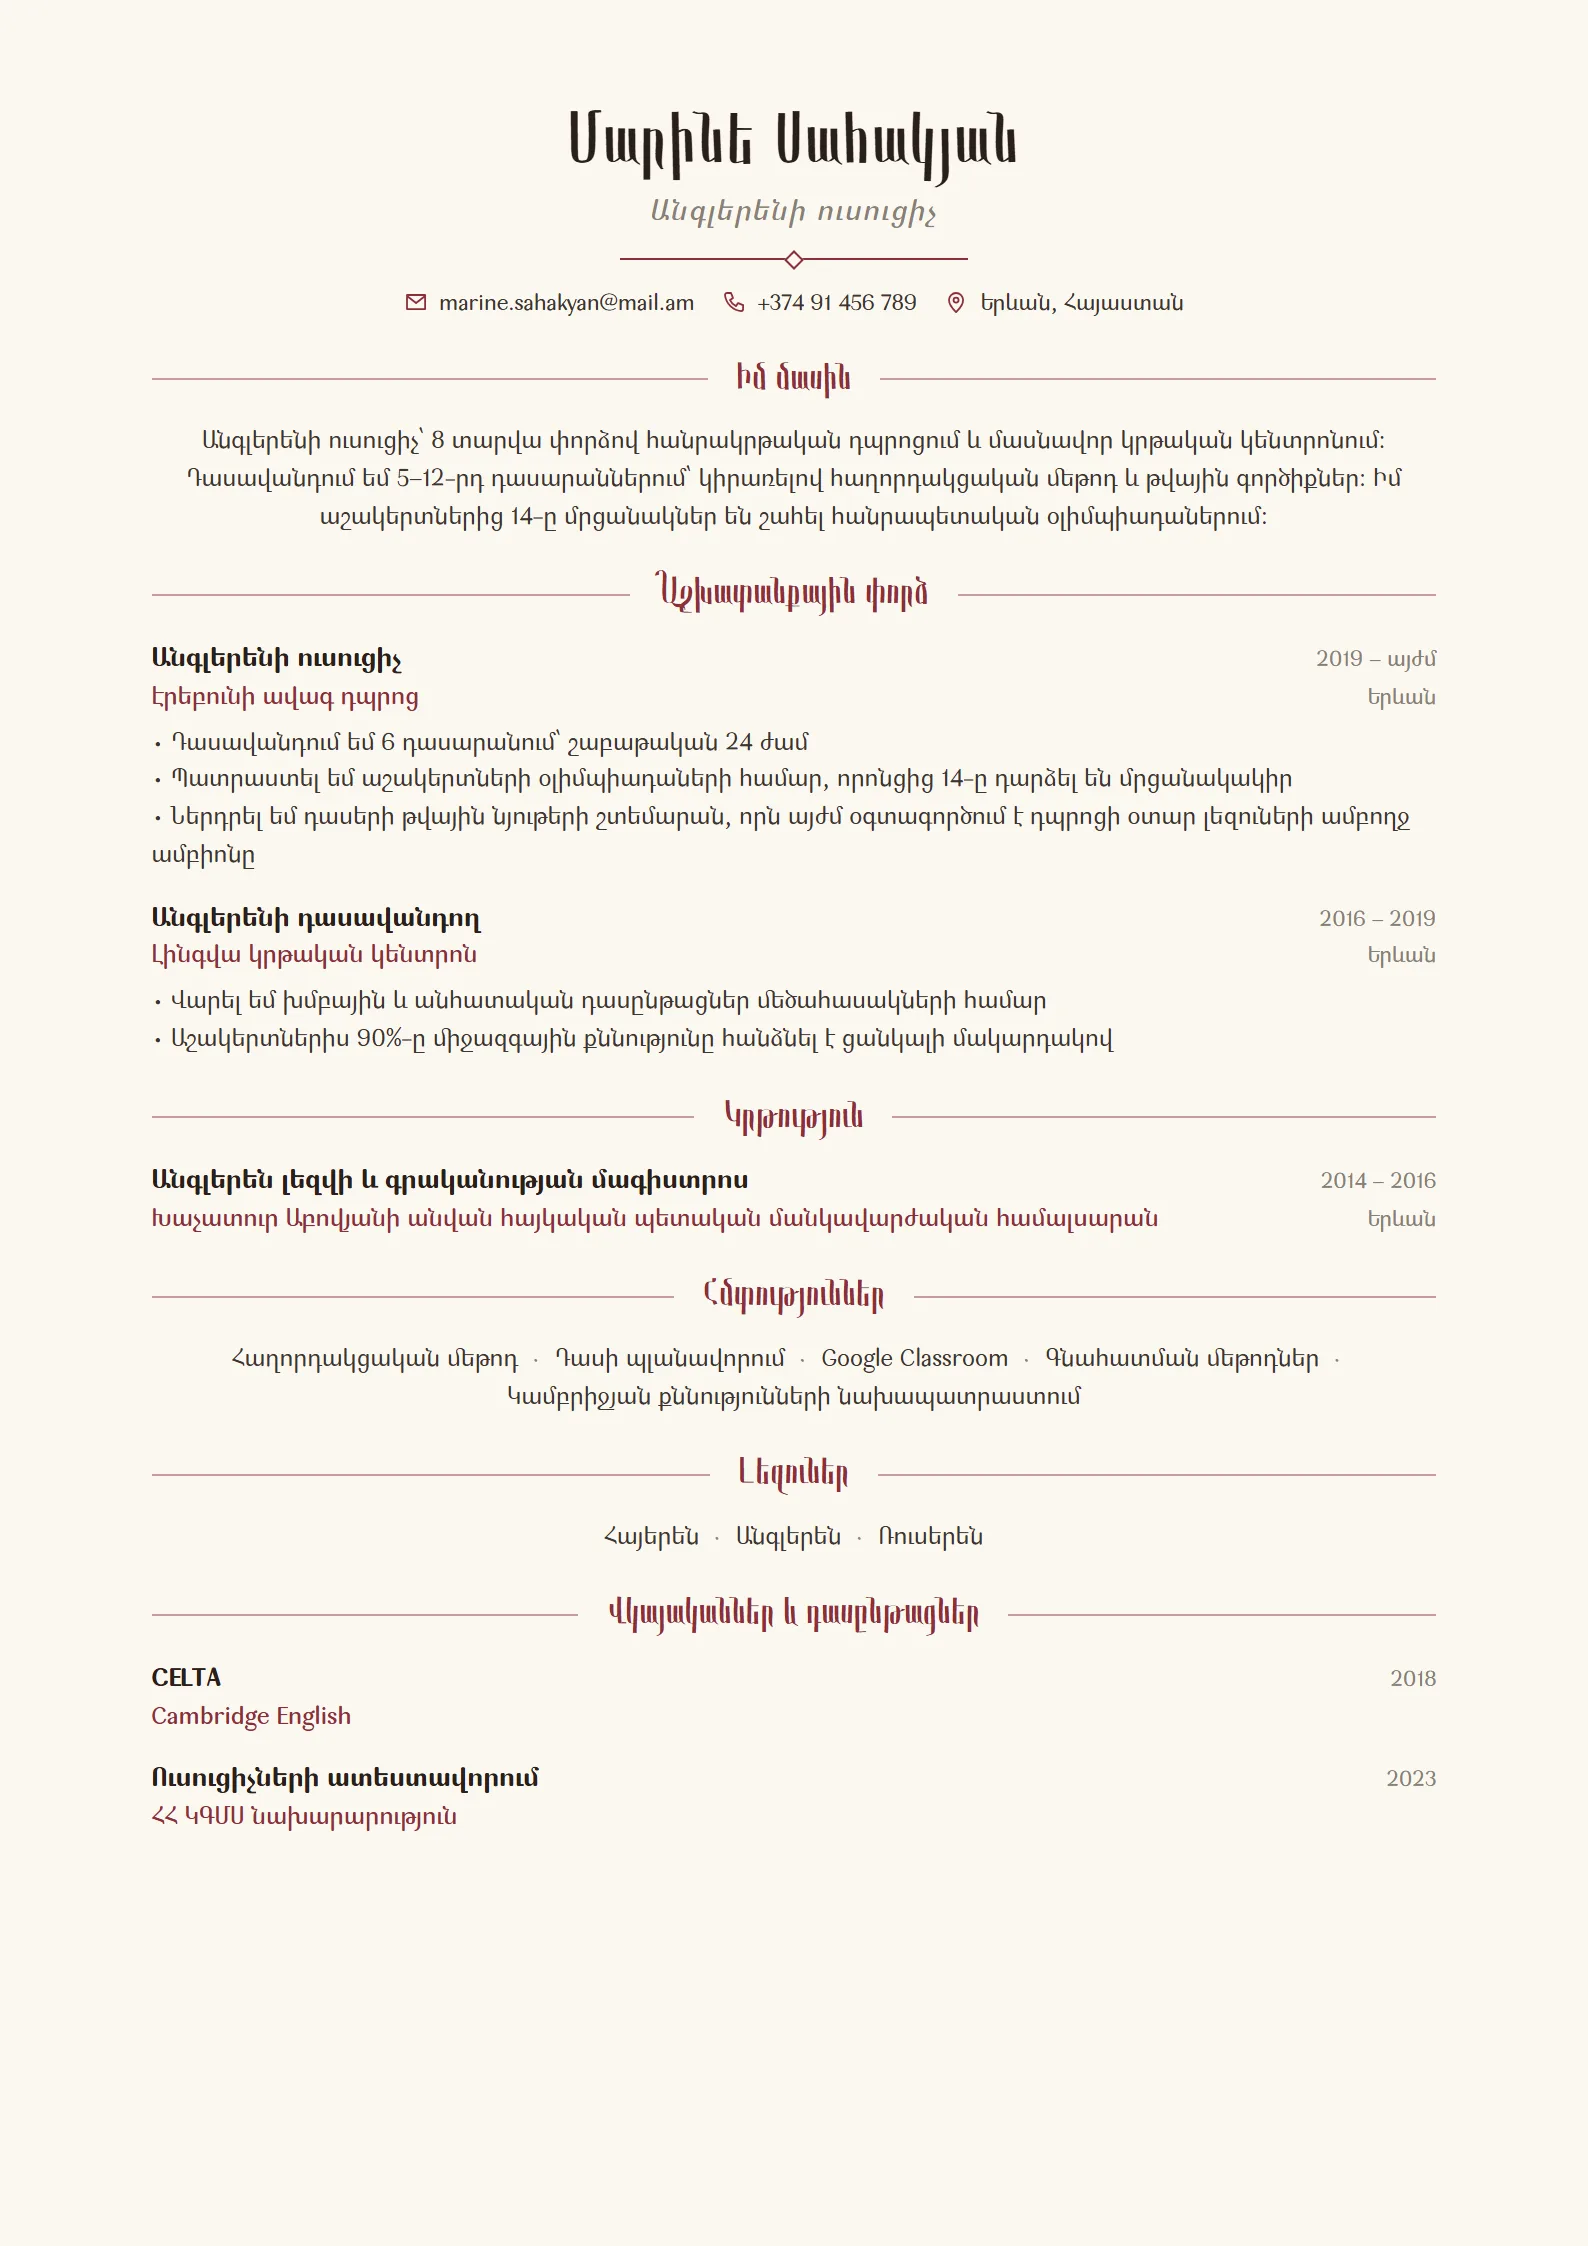 Մարինե Սահակյան
Անգլերենի ուսուցիչ
marine.sahakyan@mail.am +374 91 456 789 Երևան, Հայաստան
Իմ մասին
Անգլերենի ուսուցիչ՝ 8 տարվա փորձով հանրակրթական դպրոցում և մասնավոր կրթական կենտրոնում։
Դասավանդում եմ 5–12-րդ դասարաններում՝ կիրառելով հաղորդակցական մեթոդ և թվային գործիքներ։ Իմ
աշակերտներից 14-ը մրցանակներ են շահել հանրապետական օլիմպիադաներում։
Աշխատանքային փորձ
Անգլերենի ուսուցիչ 2019 – այժմ
Էրեբունի ավագ դպրոց Երևան
• Դասավանդում եմ 6 դասարանում՝ շաբաթական 24 ժամ
• Պատրաստել եմ աշակերտների օլիմպիադաների համար, որոնցից 14-ը դարձել են մրցանակակիր
• Ներդրել եմ դասերի թվային նյութերի շտեմարան, որն այժմ օգտագործում է դպրոցի օտար լեզուների ամբողջ
ամբիոնը
Անգլերենի դասավանդող 2016 – 2019
Լինգվա կրթական կենտրոն Երևան
• Վարել եմ խմբային և անհատական դասընթացներ մեծահասակների համար
• Աշակերտներիս 90%-ը միջազգային քննությունը հանձնել է ցանկալի մակարդակով
Կրթություն
Անգլերեն լեզվի և գրականության մագիստրոս 2014 – 2016
Խաչատուր Աբովյանի անվան հայկական պետական մանկավարժական համալսարան Երևան
Հմտություններ
Հաղորդակցական մեթոդ · Դասի պլանավորում · Google Classroom · Գնահատման մեթոդներ ·
Կամբրիջյան քննությունների նախապատրաստում
Լեզուներ
Հայերեն · Անգլերեն · Ռուսերեն
Վկայականներ և դասընթացներ
CELTA 2018
Cambridge English
Ուսուցիչների ատեստավորում 2023
ՀՀ ԿԳՄՍ նախարարություն